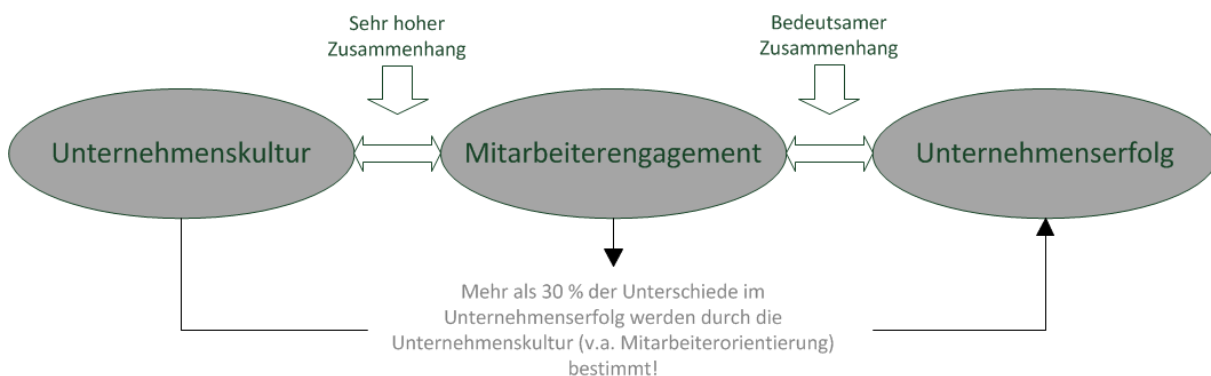 Sehr hoher
Zusammenhang
Bedeutsamer
Zusammenhang
Unternehmenskultur
Mitarbeiterengagement
Unternehmenserfolg
Mehr als 30 % der Unterschiede im
Unternehmenserfolg werden durch die
Unternehmenskultur (v.a. Mitarbeiterorientierung)
bestimmt!